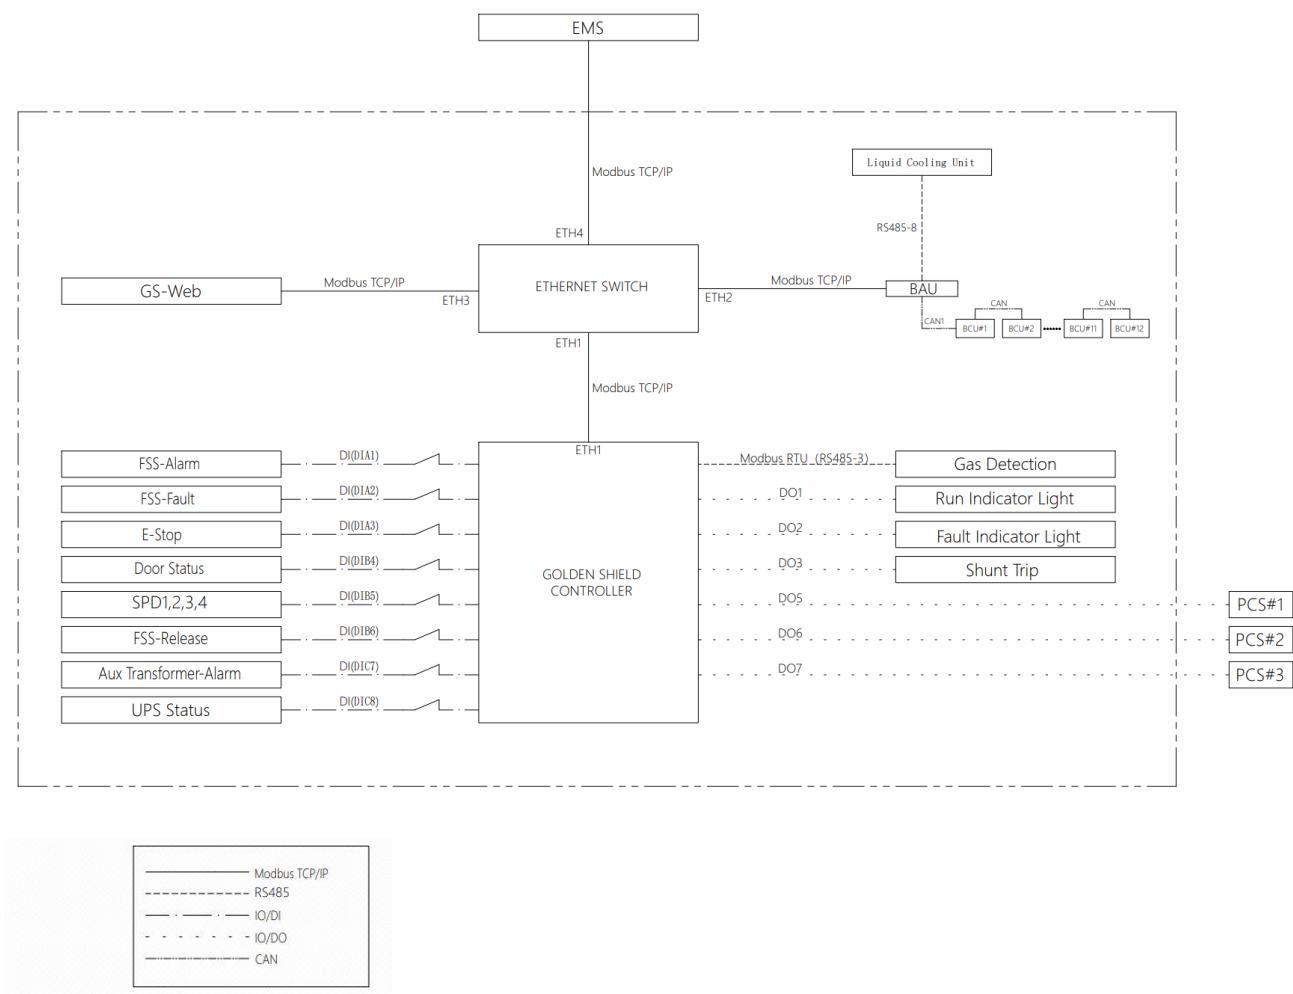 EMS
Modbus TCP/IP
Liquid Cooling Unit
RS485-8
ETH4
ETHERNET SWITCH
GS-Web
Modbus TCP/IP
ETH3
ETH2
Modbus TCP/IP
BAU
CAN1
CAN
CAN
BCU#1
BCU#2
BCU#11
BCU#12
ETH1
Modbus TCP/IP
ETH1
GOLDEN SHIELD
CONTROLLER
FSS-Alarm
DI(DIA1)
FSS-Fault
DI(DIA2)
E-Stop
DI(DIA3)
Door Status
DI(DIB4)
SPD1,2,3,4
DI(DIB5)
FSS-Release
DI(DIB6)
Aux Transformer-Alarm
DI(DIC7)
UPS Status
DI(DIC8)
Modbus RTU (RS485-3)
Gas Detection
DO1
Run Indicator Light
DO2
Fault Indicator Light
DO3
Shunt Trip
DO5
PCS#1
DO6
PCS#2
DO7
PCS#3
Modbus TCP/IP
RS485
IO/DI
IO/DO
CAN